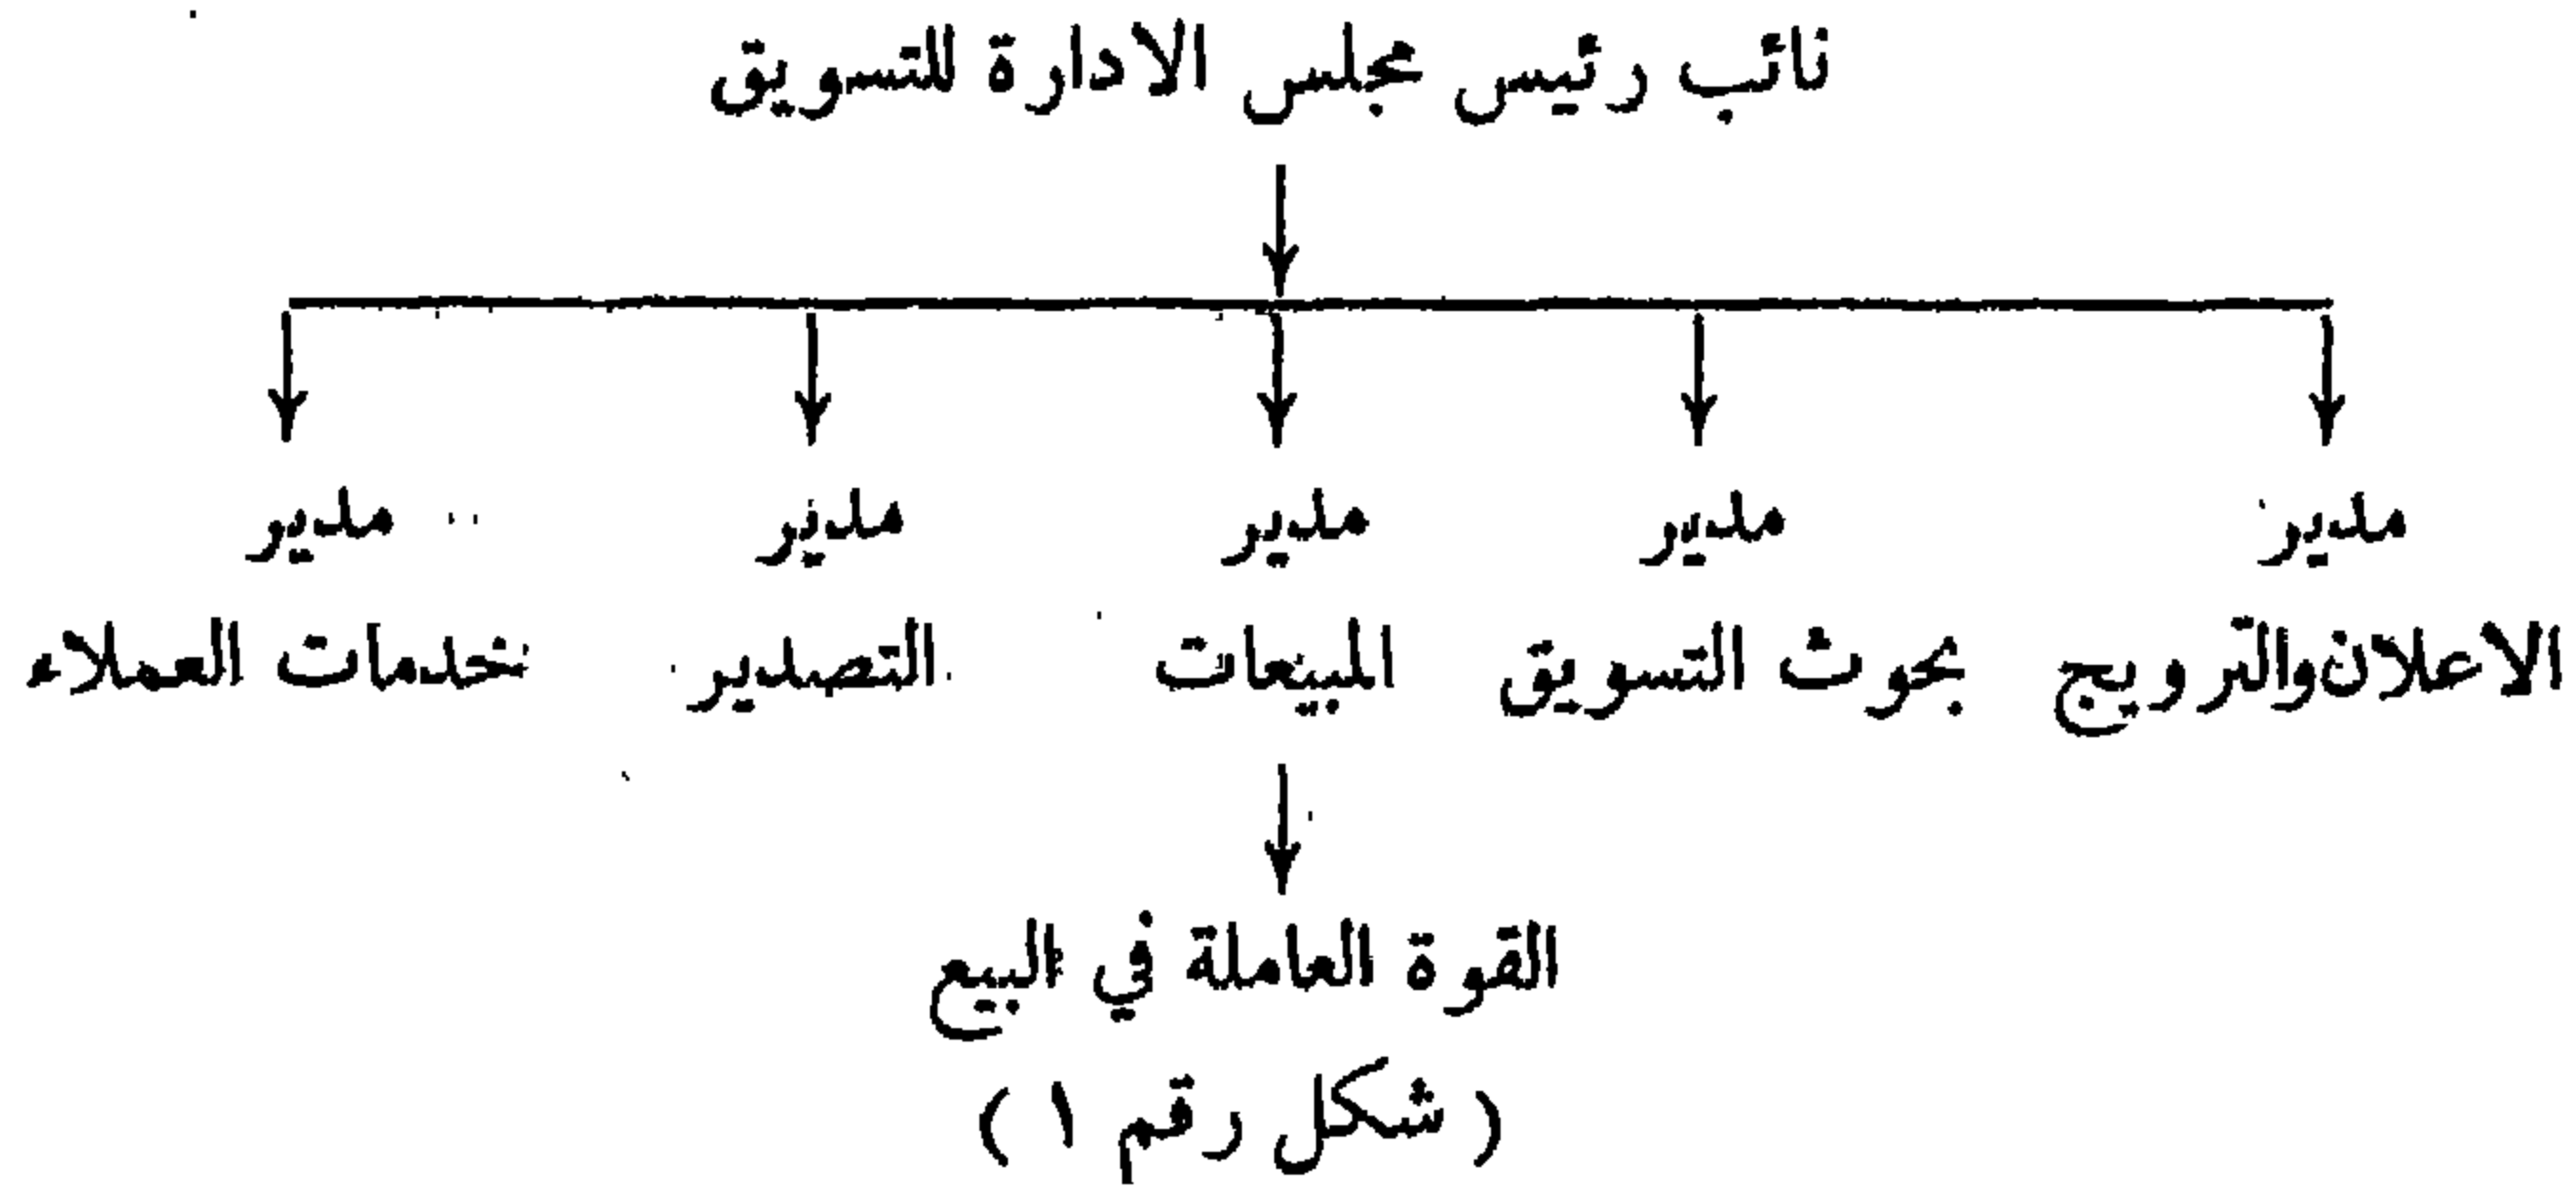 نائب رئيس مجلس الادارة للتسويق
مدير مدير مدير مدير مدير
الاعلان والترويج بحوث التسويق المبيعات التصدير خدمات العملاء
القوة العاملة في البيع
( شكل رقم ١ )